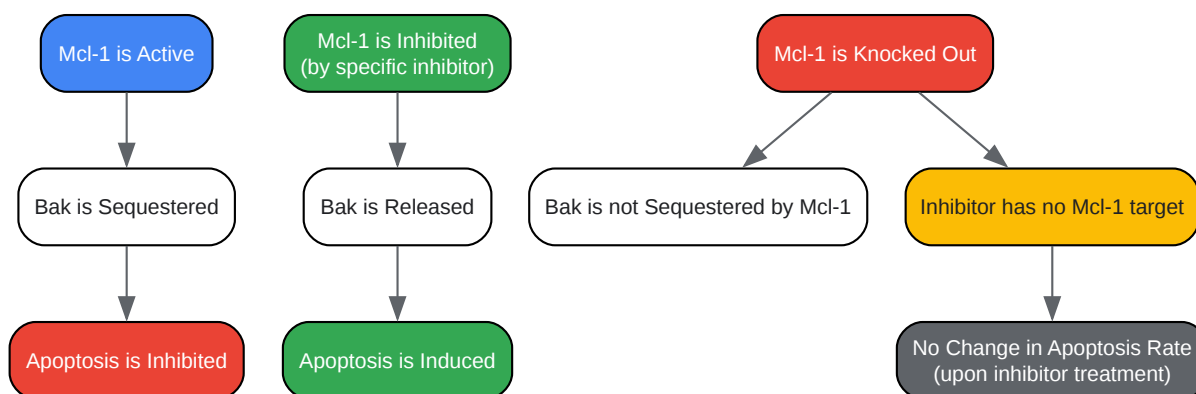 Mcl-1 is Active
Mcl-1 is Inhibited
(by specific inhibitor)
Mcl-1 is Knocked Out
Bak is Sequestered
Bak is Released
Bak is not Sequestered by Mcl-1
Inhibitor has no Mcl-1 target
Apoptosis is Inhibited
Apoptosis is Induced
No Change in Apoptosis Rate
(upon inhibitor treatment)